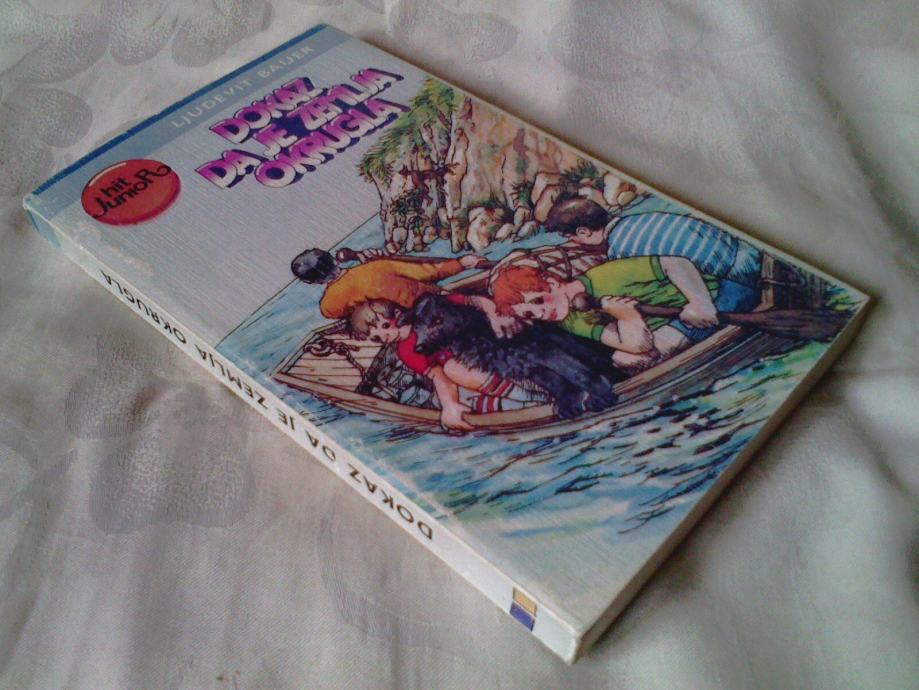 LJUDEVIT BAUER
DOKAZ
DA JE ZEMLJA
OKRUGLA
hit
JunioR
DOKAZ DA JE ZEMLJA OKRUGLA